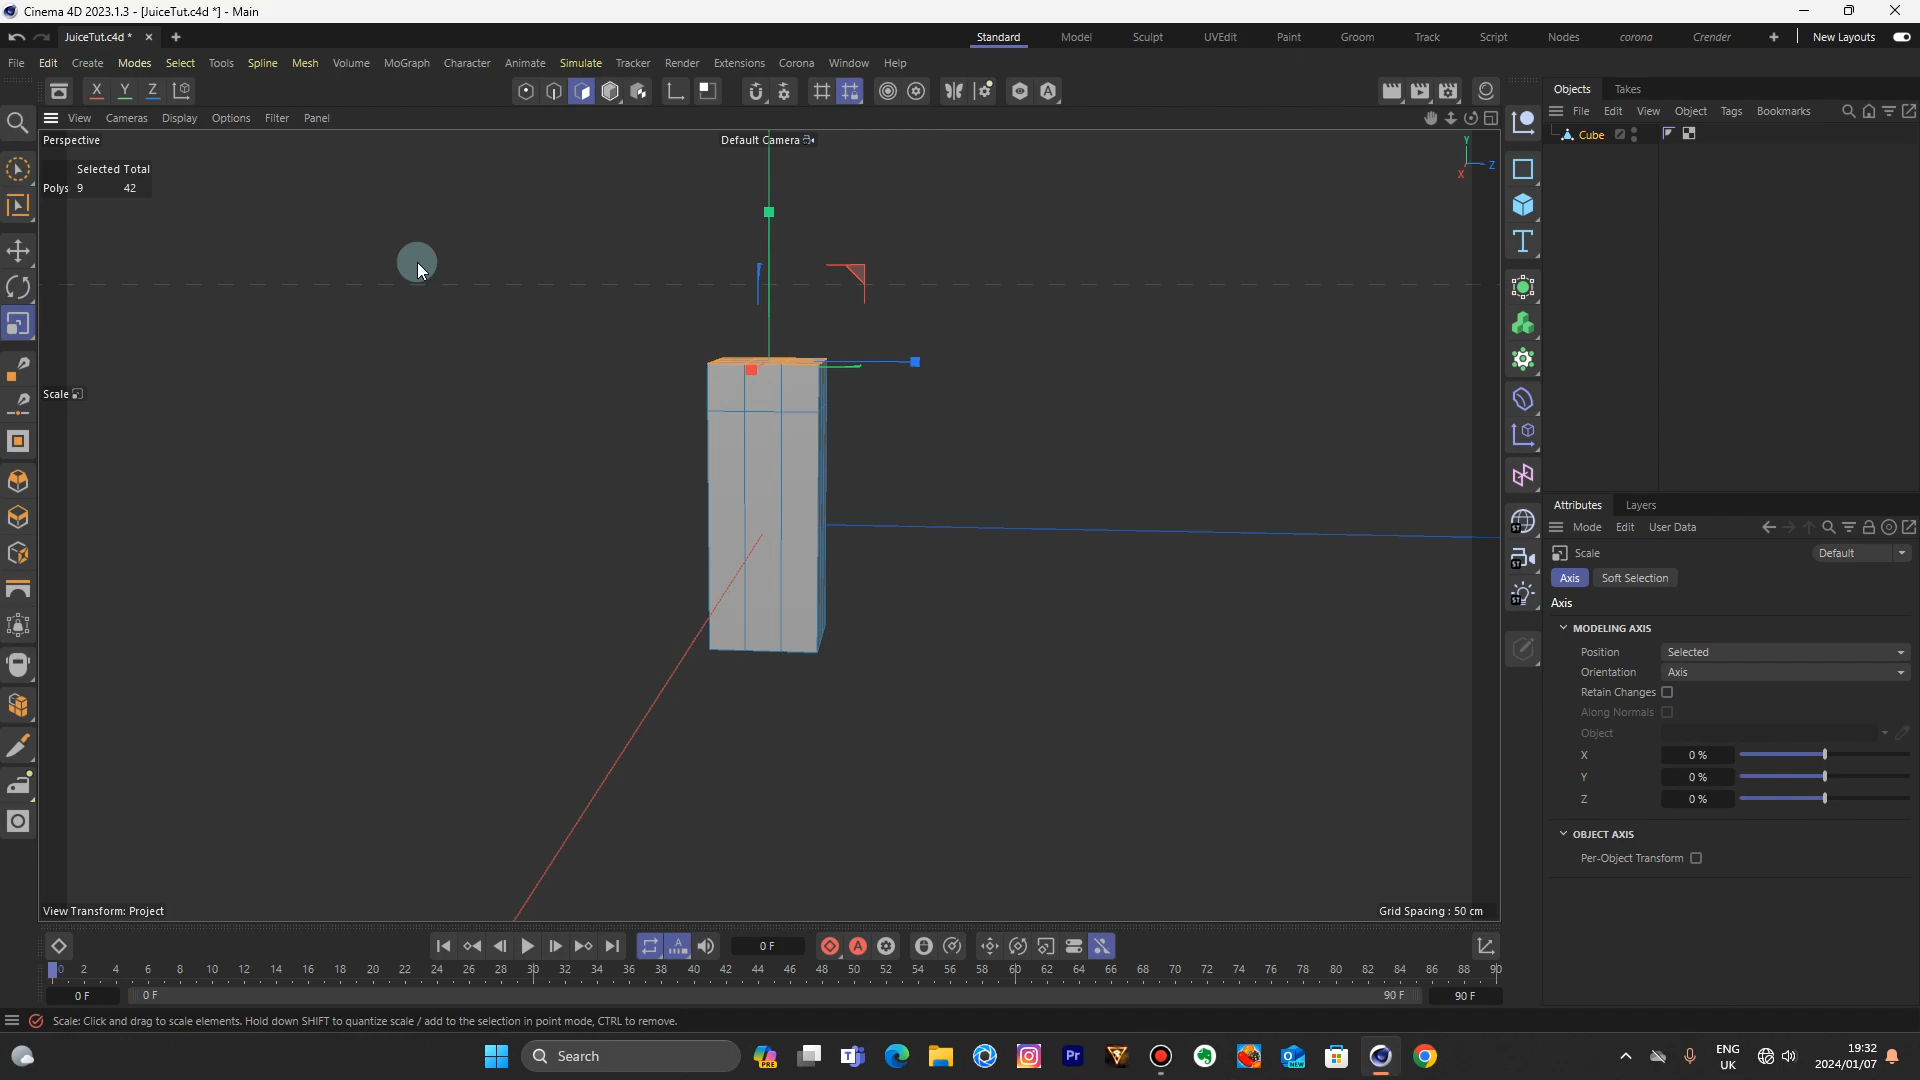 Cinema 4D 2023.1.3 - [JuiceTut.c4d *] - Main
JuiceTut.c4d * Standard Model Sculpt UVEdit Paint Groom Track Script Nodes corona Crender New Layouts
File Edit Create Modes Select Tools Spline Mesh Volume MoGraph Character Animate Simulate Tracker Render Extensions Corona Window Help
X Y Z
Objects Takes
View Cameras Display Options Filter Panel
File Edit View Object Tags Bookmarks
Perspective
Default Camera
Cube
Y
Z
X
Selected Total
Polys 9 42
Scale
Attributes Layers
Mode Edit User Data
Scale Default
Axis Soft Selection
Axis
MODELING AXIS
Position Selected
Orientation Axis
Retain Changes
Along Normals
Object
X 0 %
Y 0 %
Z 0 %
OBJECT AXIS
Per-Object Transform
View Transform: Project
Grid Spacing : 50 cm
0 F
0 2 4 6 8 10 12 14 16 18 20 22 24 26 28 30 32 34 36 38 40 42 44 46 48 50 52 54 56 58 60 62 64 66 68 70 72 74 76 78 80 82 84 86 88 90
0 F 0 F 90 F 90 F
Scale: Click and drag to scale elements. Hold down SHIFT to quantize scale / add to the selection in point mode, CTRL to remove.
Search
ENG
UK
19:32
2024/01/07